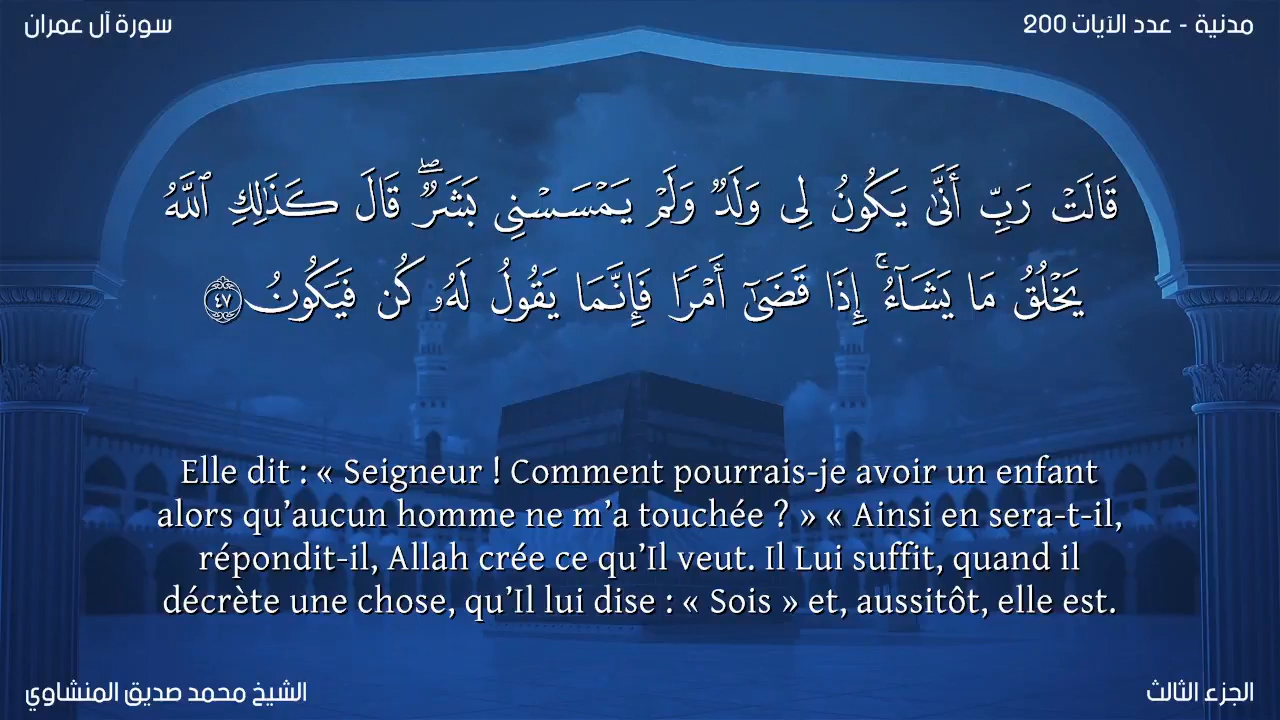 سورة آل عمران
مدنية - عدد الآيات 200
قَالَتْ رَبِّ أَنَّىٰ يَكُونُ لِى وَلَدٌ وَلَمْ يَمْسَسْنِى بَشَرٌ ۖ قَالَ كَذَٰلِكِ ٱللَّهُ
يَخْلُقُ مَا يَشَآءُ ۚ إِذَا قَضَىٰٓ أَمْرًا فَإِنَّمَا يَقُولُ لَهُۥ كُن فَيَكُونُ ٤٧
Elle dit : « Seigneur ! Comment pourrais-je avoir un enfant
alors qu’aucun homme ne m’a touchée ? » « Ainsi en sera-t-il,
répondit-il, Allah crée ce qu’Il veut. Il Lui suffit, quand il
décrète une chose, qu’Il lui dise : « Sois » et, aussitôt, elle est.
الشيخ محمد صديق المنشاوي
الجزء الثالث